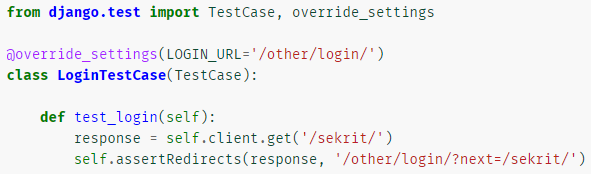 from django.test import TestCase, override_settings
@override_settings(LOGIN_URL='/other/login/')
class LoginTestCase(TestCase):
    def test_login(self):
        response = self.client.get('/sekrit/')
        self.assertRedirects(response, '/other/login/?next=/sekrit/')